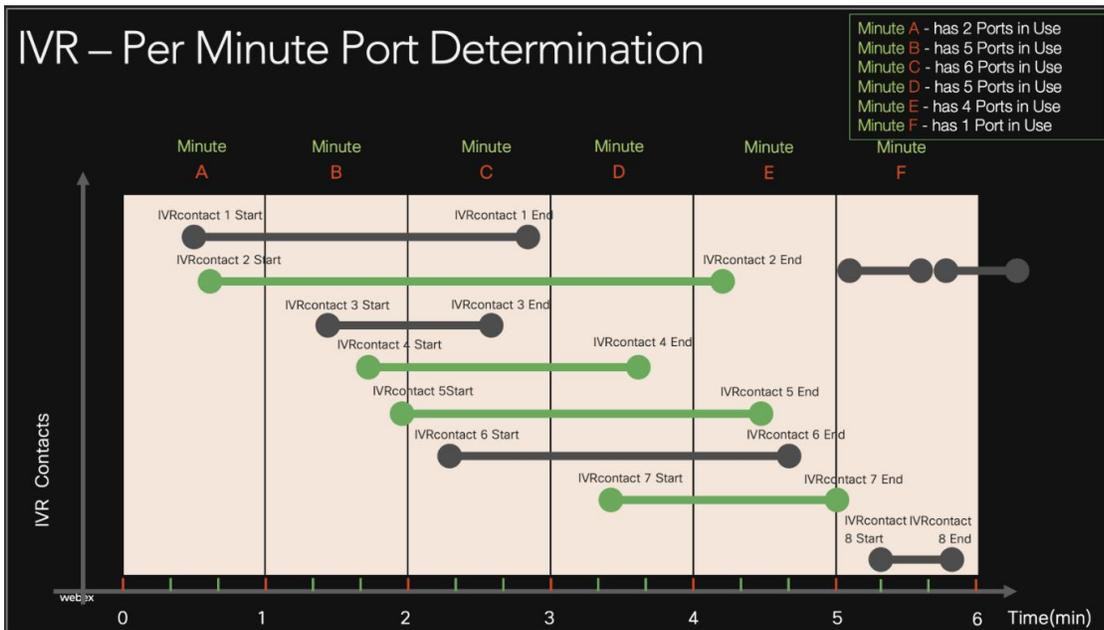 IVR – Per Minute Port Determination
Minute A - has 2 Ports in Use
Minute B - has 5 Ports in Use
Minute C - has 6 Ports in Use
Minute D - has 5 Ports in Use
Minute E - has 4 Ports in Use
Minute F - has 1 Port in Use
Minute Minute Minute Minute Minute Minute
A B C D E F
IVRcontact 1 Start IVRcontact 1 End
IVRcontact 2 Start IVRcontact 2 End
IVRcontact 3 Start IVRcontact 3 End
IVRcontact 4 Start IVRcontact 4 End
IVRcontact 5Start IVRcontact 5 End
IVRcontact 6 Start IVRcontact 6 End
IVRcontact 7 Start IVRcontact 7 End
IVRcontact IVRcontact
8 Start 8 End
IVR Contacts
webex
0 1 2 3 4 5 6 Time(min)